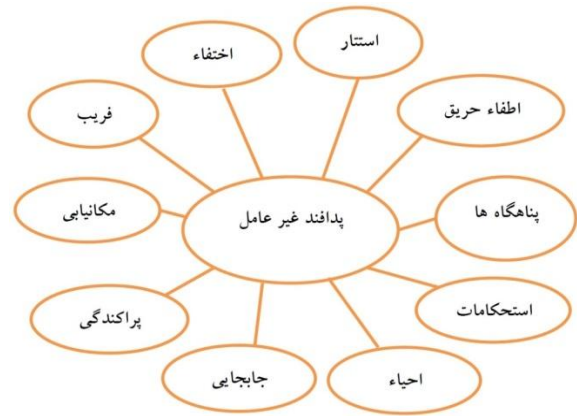 استتار
اختفاء
اطفاء حریق
فریب
پناهگاه ها
مکانیابی
پدافند غیر عامل
استحکامات
پراکندگی
جابجایی
احیاء